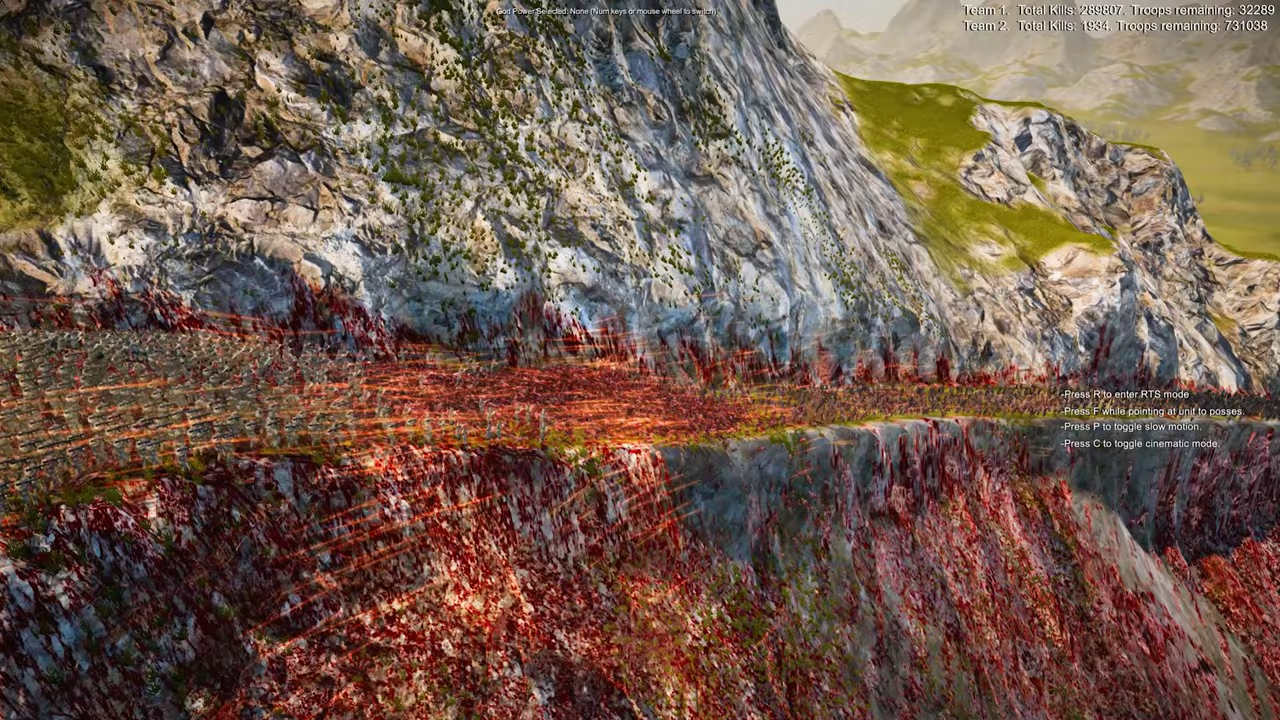 God Power Selected: None (Num keys or mouse wheel to switch)
Team 1. Total Kills: 289807. Troops remaining: 32289
Team 2. Total Kills: 1934. Troops remaining: 731038
-Press R to enter RTS mode
-Press F while pointing at unit to posses.
-Press P to toggle slow motion.
-Press C to toggle cinematic mode.